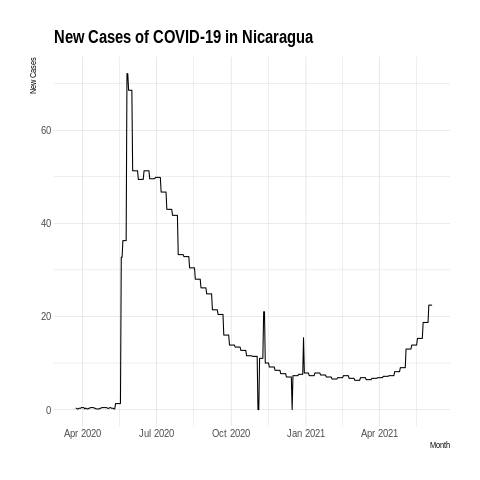 New Cases of COVID-19 in Nicaragua
New Cases
60
40
20
0
Apr 2020 Jul 2020 Oct 2020 Jan 2021 Apr 2021
Month